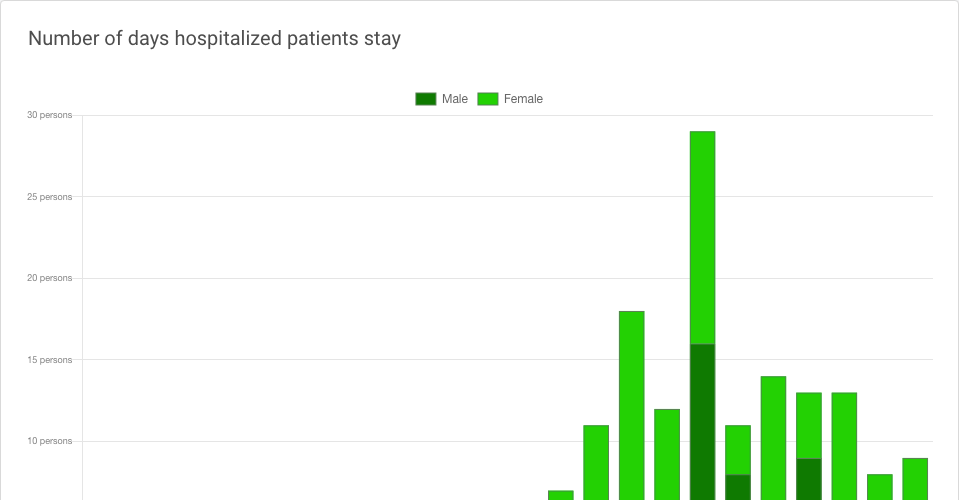 Number of days hospitalized patients stay
Male Female
30 persons
25 persons
20 persons
15 persons
10 persons